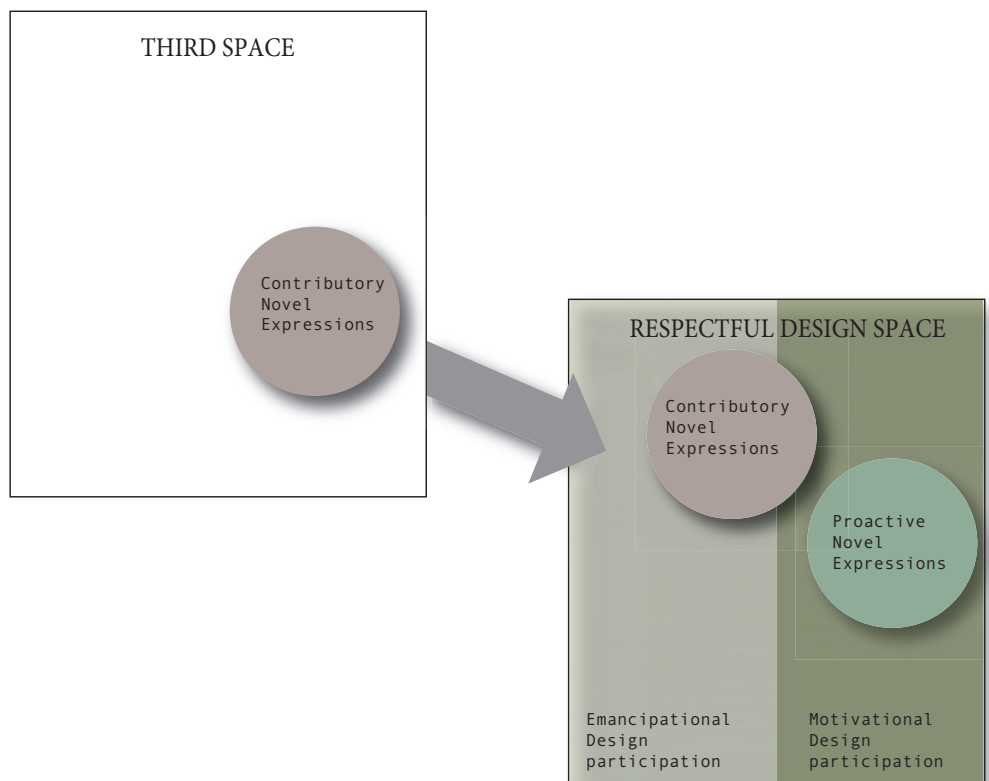 THIRD SPACE
Contributory
Novel
Expressions
RESPECTFUL DESIGN SPACE
Contributory
Novel
Expressions
Proactive
Novel
Expressions
Emancipational
Design
participation
Motivational
Design
participation